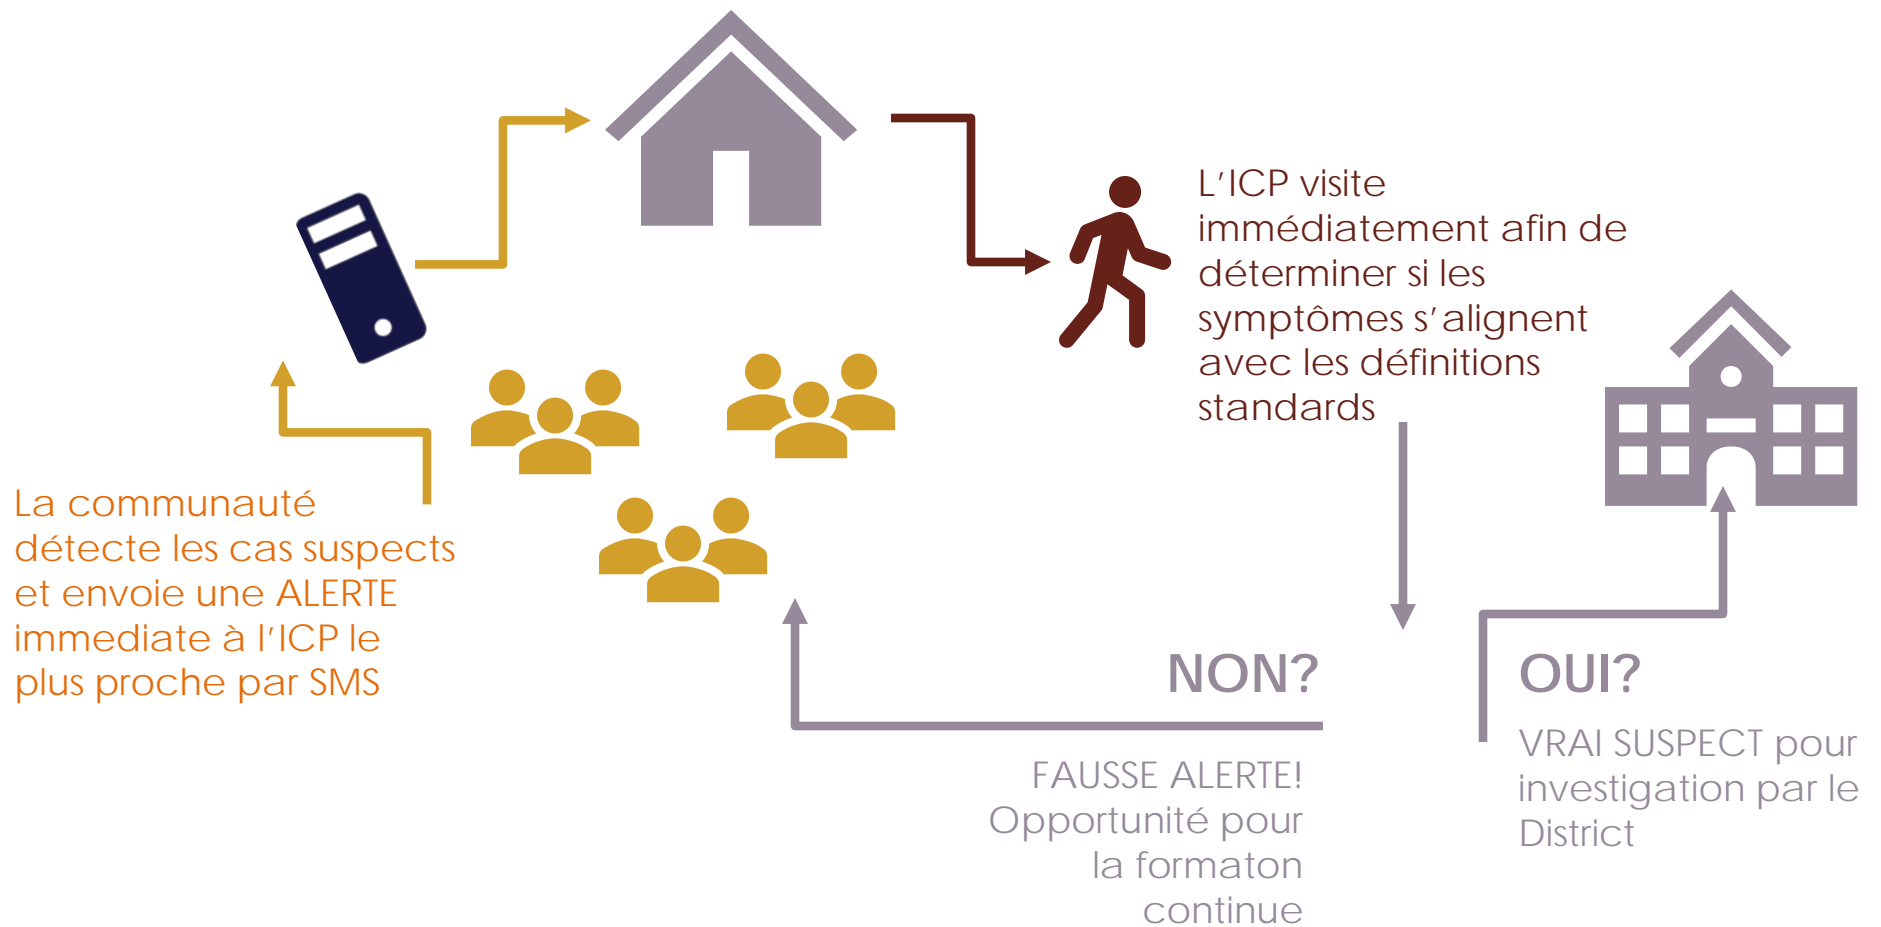 L’ICP visite
immédiatement afin de
déterminer si les
symptômes s’alignent
avec les définitions
standards
La communauté
détecte les cas suspects
et envoie une ALERTE
immediate à l’ICP le
plus proche par SMS
NON?
FAUSSE ALERTE!
Opportunité pour
la formaton
continue
OUI?
VRAI SUSPECT pour
investigation par le
District